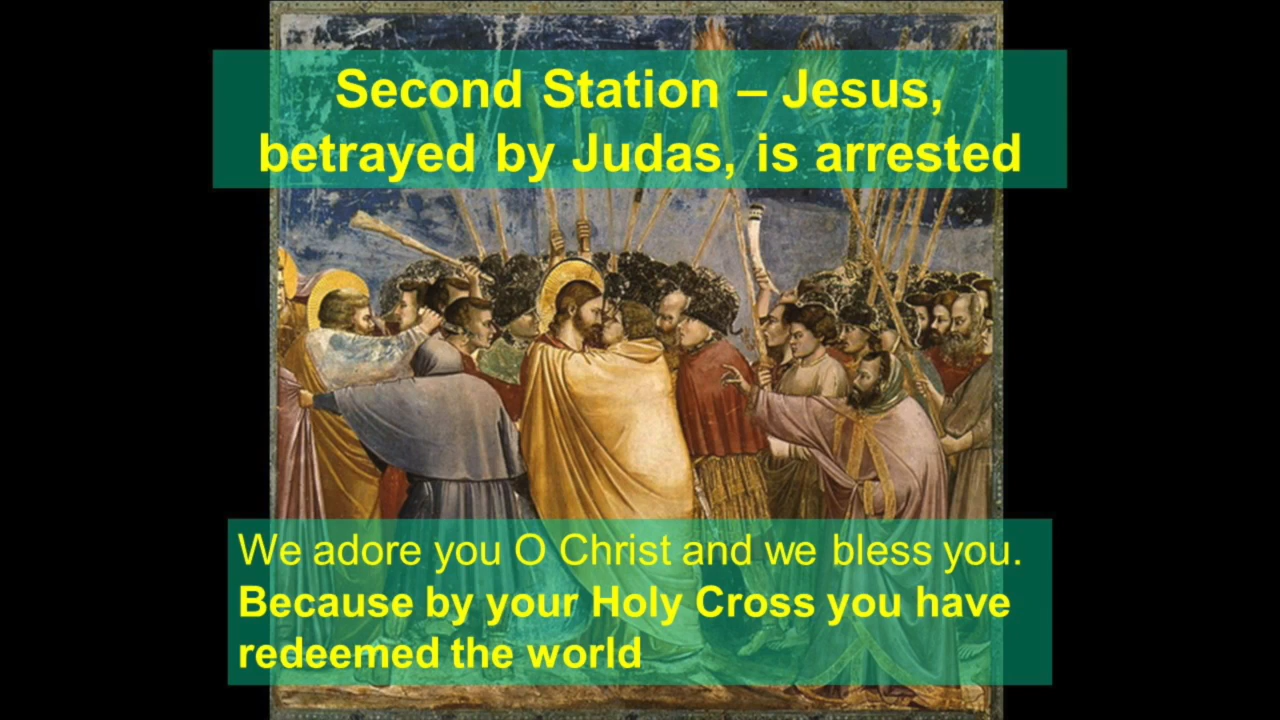 Second Station – Jesus,
betrayed by Judas, is arrested
We adore you O Christ and we bless you.
Because by your Holy Cross you have
redeemed the world